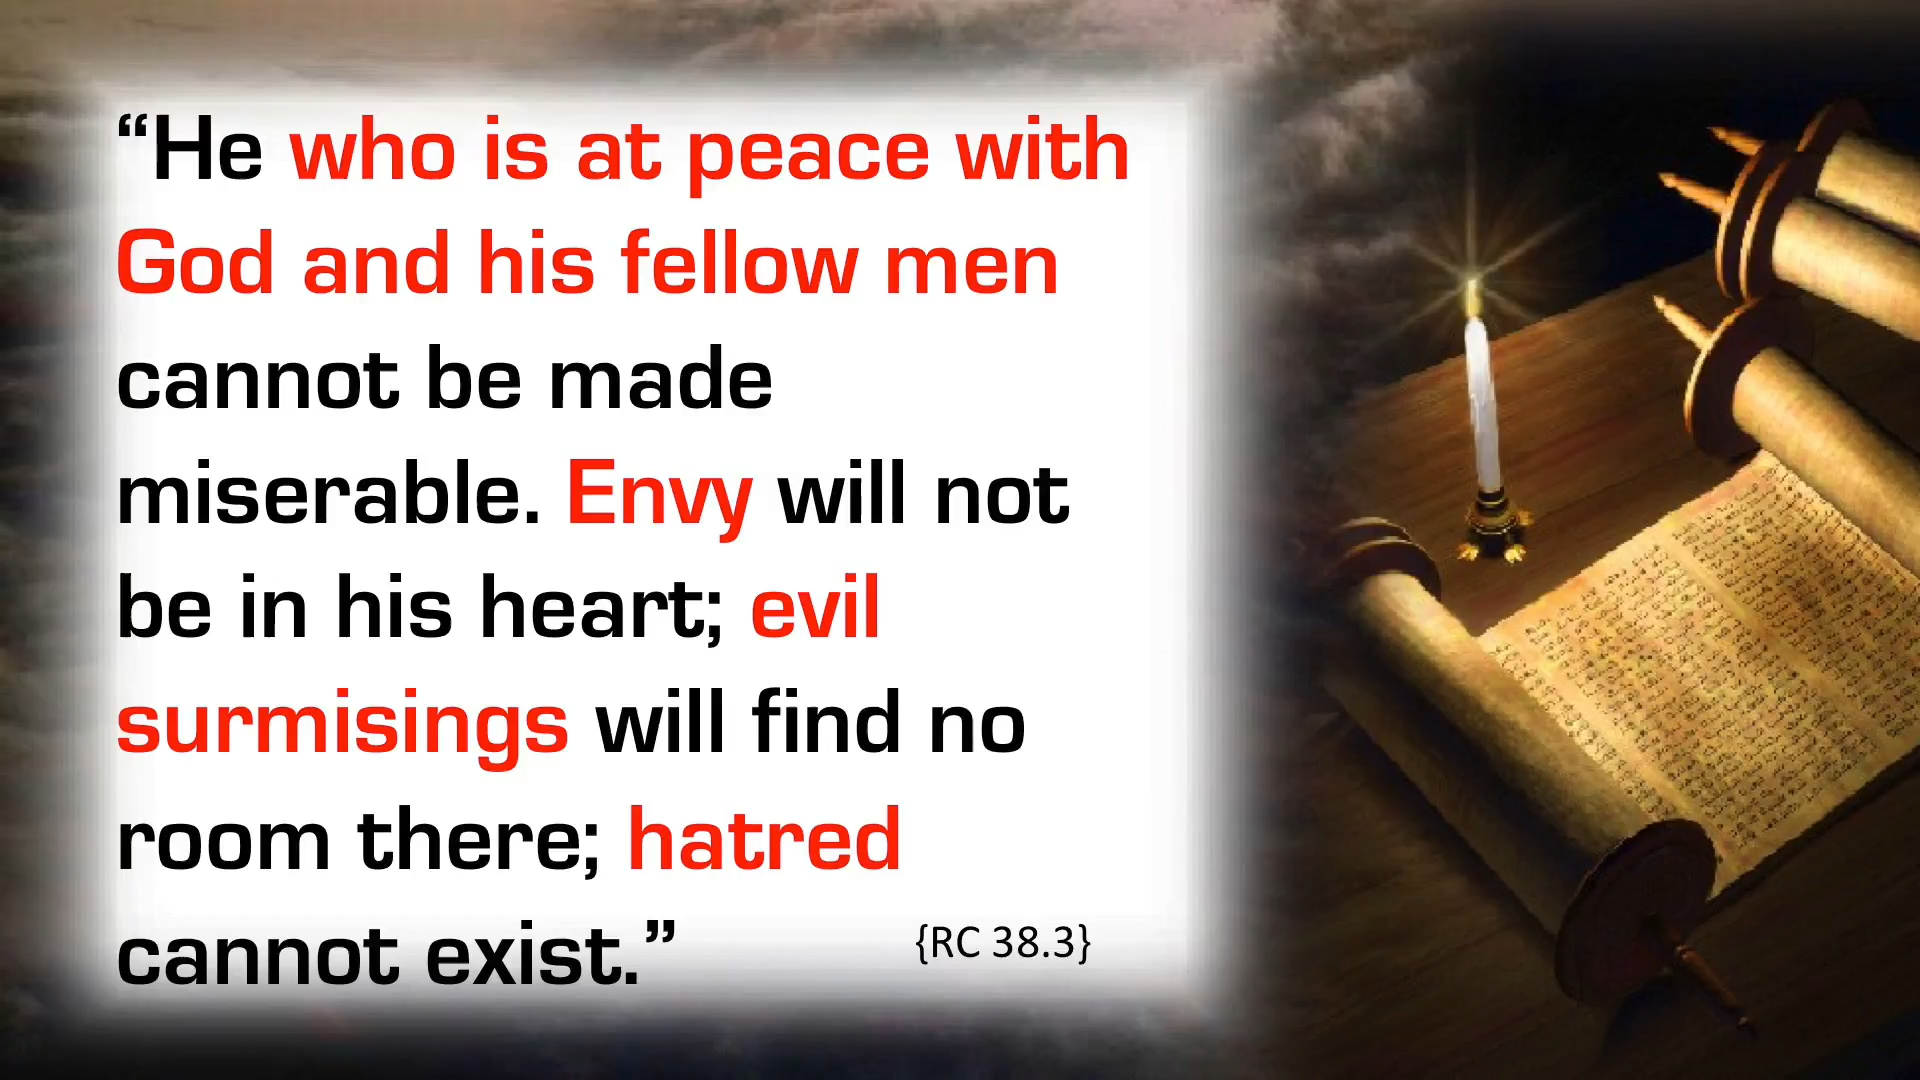 “He who is at peace with
God and his fellow men
cannot be made
miserable. Envy will not
be in his heart; evil
surmisings will find no
room there; hatred
cannot exist.”
{RC 38.3}